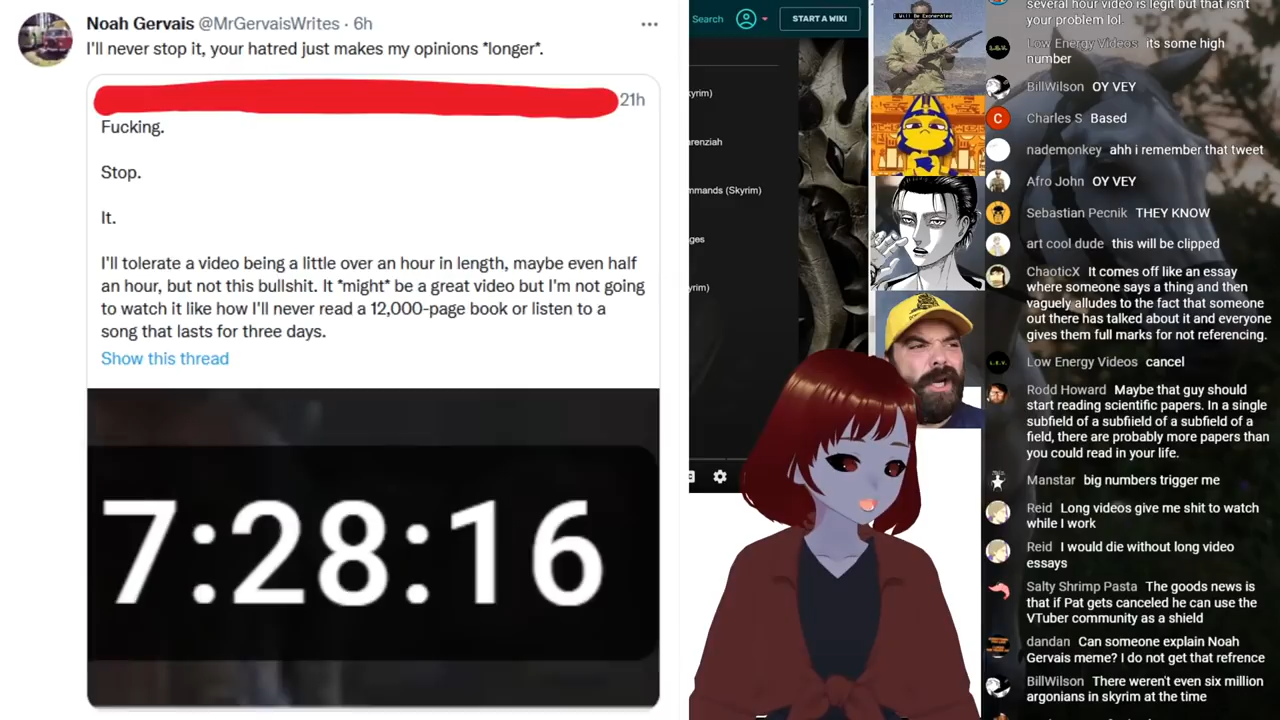 Noah Gervais @MrGervaisWrites · 6h
I'll never stop it, your hatred just makes my opinions *longer*.
21h
Fucking.
Stop.
It.
I'll tolerate a video being a little over an hour in length, maybe even half
an hour, but not this bullshit. It *might* be a great video but I'm not going
to watch it like how I'll never read a 12,000-page book or listen to a
song that lasts for three days.
Show this thread
7:28:16
Search
START A WIKI
kyrim)
arenziah
mmands (Skyrim)
ges
yrim)
I Will Be Exonerated
several hour video is legit but that isn't
your problem lol-
Low Energy Videos its some high
number
BillWilson OY VEY
C
Charles S Based
nademonkey ahh i remember that tweet
Afro John OY VEY
Sebastian Pecnik THEY KNOW
art cool dude this will be clipped
ChaoticX It comes off like an essay
where someone says a thing and then
vaguely alludes to the fact that someone
out there has talked about it and everyone
gives them full marks for not referencing.
Low Energy Videos cancel
Rodd Howard Maybe that guy should
start reading scientific papers. In a single
subfield of a subfiield of a subfield of a
field, there are probably more papers than
you could read in your life.
Manstar big numbers trigger me
Reid Long videos give me shit to watch
while I work
Reid I would die without long video
essays
Salty Shrimp Pasta The goods news is
that if Pat gets canceled he can use the
VTuber community as a shield
dandan Can someone explain Noah
Gervais meme? I do not get that refrence
BillWilson There weren't even six million
argonians in skyrim at the time